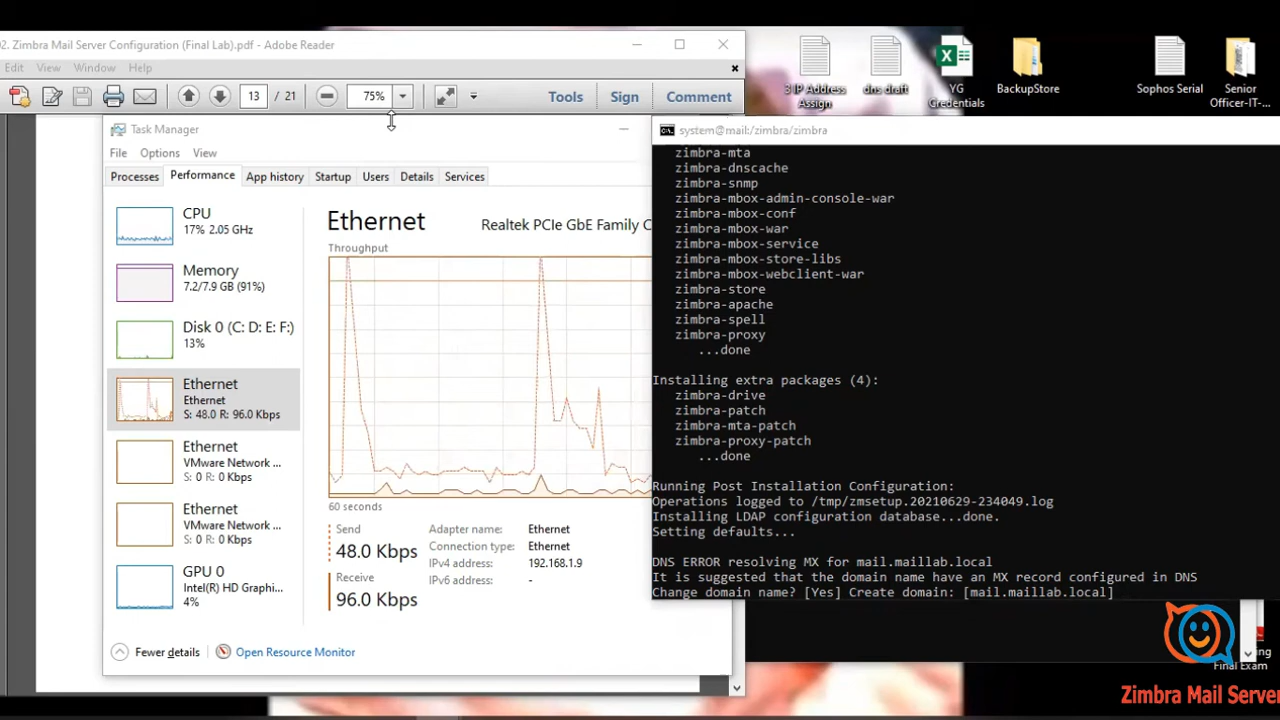 02. Zimbra Mail Server Configuration (Final Lab).pdf - Adobe Reader
Edit View Window Help
13 / 21 75% Tools Sign Comment
3 IP Address Assign
dns draft
YG Credentials
BackupStore
Sophos Serial
Senior Officer-IT-...
Task Manager
File Options View
Processes Performance App history Startup Users Details Services
CPU
17% 2.05 GHz
Memory
7.2/7.9 GB (91%)
Disk 0 (C: D: E: F:)
13%
Ethernet
Ethernet
S: 48.0 R: 96.0 Kbps
Ethernet
VMware Network ...
S: 0 R: 0 Kbps
Ethernet
VMware Network ...
S: 0 R: 0 Kbps
GPU 0
Intel(R) HD Graphi...
4%
Ethernet Realtek PCIe GbE Family C
Throughput
60 seconds
Send
48.0 Kbps
Receive
96.0 Kbps
Adapter name: Ethernet
Connection type: Ethernet
IPv4 address: 192.168.1.9
IPv6 address: -
Fewer details Open Resource Monitor
system@mail:/zimbra/zimbra
zimbra-mta
zimbra-dnscache
zimbra-snmp
zimbra-mbox-admin-console-war
zimbra-mbox-conf
zimbra-mbox-war
zimbra-mbox-service
zimbra-mbox-store-libs
zimbra-mbox-webclient-war
zimbra-store
zimbra-apache
zimbra-spell
zimbra-proxy
...done
Installing extra packages (4):
zimbra-drive
zimbra-patch
zimbra-mta-patch
zimbra-proxy-patch
...done
Running Post Installation Configuration:
Operations logged to /tmp/zmsetup.20210629-234049.log
Installing LDAP configuration database...done.
Setting defaults...
DNS ERROR resolving MX for mail.maillab.local
It is suggested that the domain name have an MX record configured in DNS
Change domain name? [Yes] Create domain: [mail.maillab.local]
Final Exam
Zimbra Mail Server